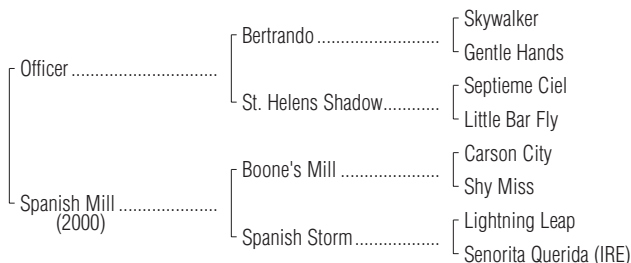 Skywalker
Bertrando
Gentle Hands
Officer
Septieme Ciel
St. Helens Shadow
Little Bar Fly
Carson City
Boone's Mill
Shy Miss
Spanish Mill
(2000)
Lightning Leap
Spanish Storm
Senorita Querida (IRE)